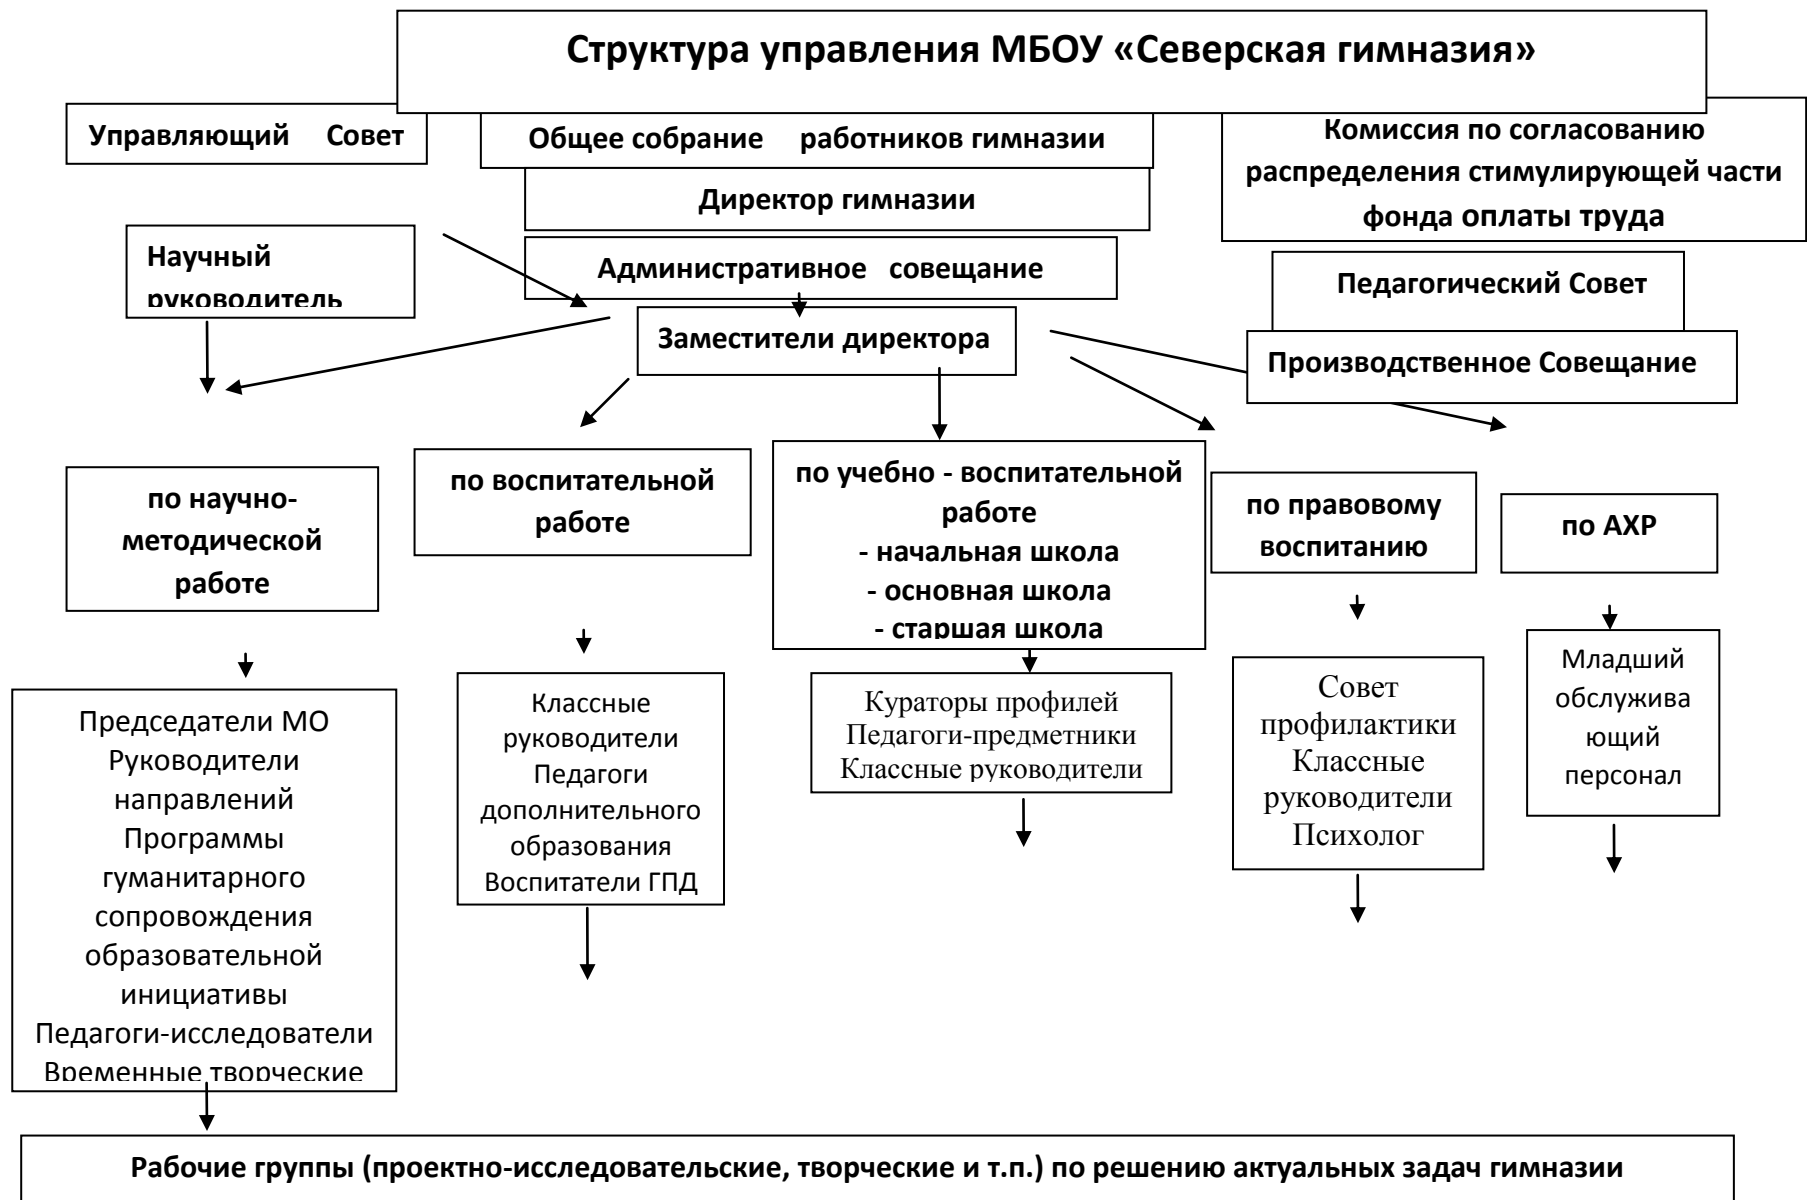 Структура управления МБОУ «Северская гимназия»
Управляющий Совет
Общее собрание работников гимназии
Комиссия по согласованию
распределения стимулирующей части
фонда оплаты труда
Директор гимназии
Научный
руководитель
Административное совещание
Педагогический Совет
Заместители директора
Производственное Совещание
по научно-
методической
работе
по воспитательной
работе
по учебно - воспитательной
работе
- начальная школа
- основная школа
- старшая школа
по правовому
воспитанию
по АХР
Председатели МО
Руководители
направлений
Программы
гуманитарного
сопровождения
образовательной
инициативы
Педагоги-исследователи
Временные творческие
Классные
руководители
Педагоги
дополнительного
образования
Воспитатели ГПД
Кураторы профилей
Педагоги-предметники
Классные руководители
Совет
профилактики
Классные
руководители
Психолог
Младший
обслужива
ющий
персонал
Рабочие группы (проектно-исследовательские, творческие и т.п.) по решению актуальных задач гимназии